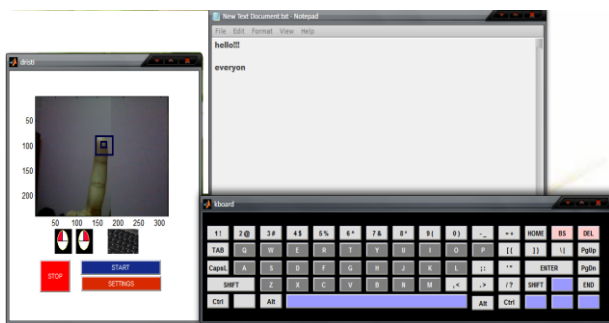 New Text Document.txt - Notepad
File Edit Format View Help
hello!!!
everyon
dristi
50
100
150
200
50 100 150 200 250 300
STOP
START
SETTINGS
kboard
1 ! 2 @ 3 # 4 $ 5 % 6 ^ 7 & 8 * 9 ( 0 ) - _ = + HOME BS DEL
TAB Q W E R T Y U I O P [ { } ] \ | PgUp
CapsL A S D F G H J K L ; : ' " ENTER PgDn
SHIFT Z X C V B N M , < . > / ? SHIFT END
Ctrl Alt Alt Ctrl